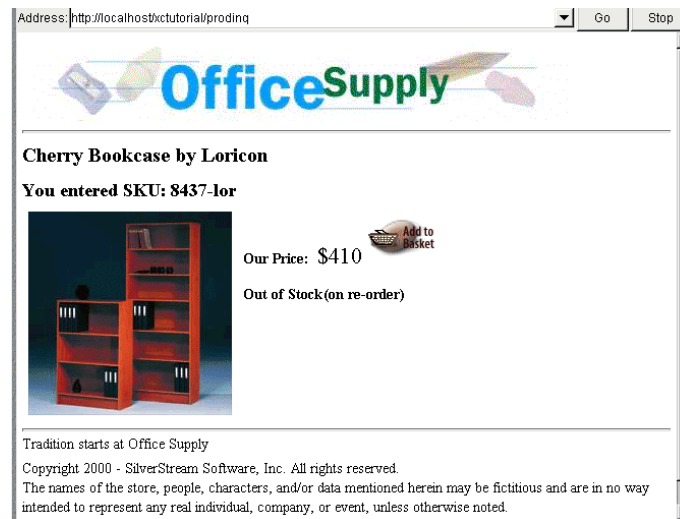 Address: http://localhost/xctutorial/prodinq
Go
Stop
OfficeSupply
Cherry Bookcase by Loricon
You entered SKU: 8437-lor
Add to
Basket
Our Price: $410
Out of Stock(on re-order)
Tradition starts at Office Supply
Copyright 2000 - SilverStream Software, Inc. All rights reserved.
The names of the store, people, characters, and/or data mentioned herein may be fictitious and are in no way
intended to represent any real individual, company, or event, unless otherwise noted.